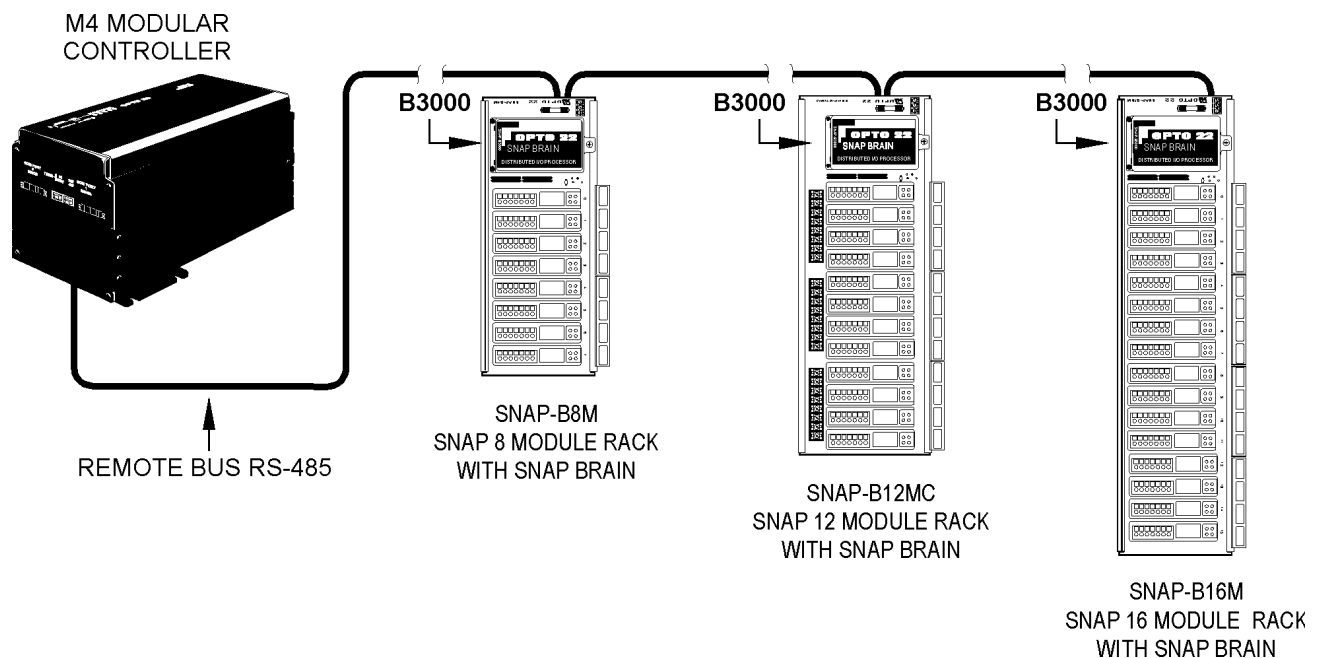 M4 MODULAR
CONTROLLER
B3000
B3000
B3000
OPTO 22
SNAP BRAIN
DISTRIBUTED I/O PROCESSOR
OPTO 22
SNAP BRAIN
DISTRIBUTED I/O PROCESSOR
OPTO 22
SNAP BRAIN
DISTRIBUTED I/O PROCESSOR
REMOTE BUS RS-485
SNAP-B8M
SNAP 8 MODULE RACK
WITH SNAP BRAIN
SNAP-B12MC
SNAP 12 MODULE RACK
WITH SNAP BRAIN
SNAP-B16M
SNAP 16 MODULE RACK
WITH SNAP BRAIN